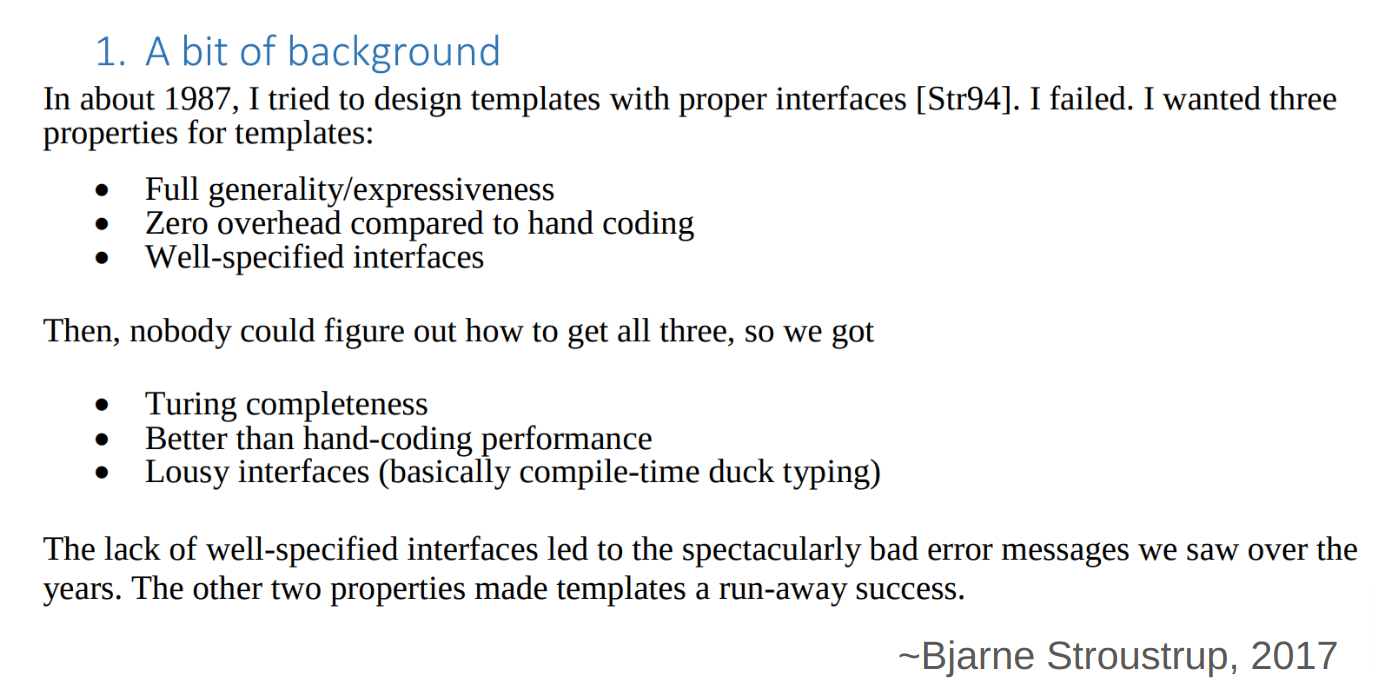 1. A bit of background
In about 1987, I tried to design templates with proper interfaces [Str94]. I failed. I wanted three
properties for templates:
● Full generality/expressiveness
● Zero overhead compared to hand coding
● Well-specified interfaces
Then, nobody could figure out how to get all three, so we got
● Turing completeness
● Better than hand-coding performance
● Lousy interfaces (basically compile-time duck typing)
The lack of well-specified interfaces led to the spectacularly bad error messages we saw over the
years. The other two properties made templates a run-away success.
~Bjarne Stroustrup, 2017